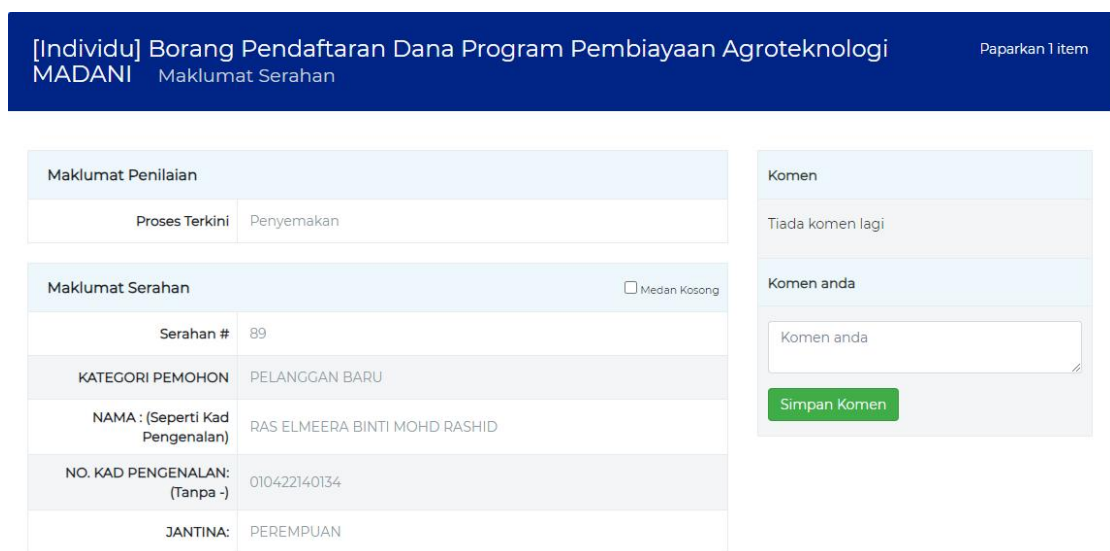 [Individu] Borang Pendaftaran Dana Program Pembiayaan Agroteknologi
MADANI Maklumat Serahan
Paparkan 1 item
Maklumat Penilaian
Proses Terkini Penyemakan
Maklumat Serahan Medan Kosong
Serahan # 89
KATEGORI PEMOHON PELANGGAN BARU
NAMA : (Seperti Kad
Pengenalan)
RAS ELMEERA BINTI MOHD RASHID
NO. KAD PENGENALAN:
(Tanpa -)
010422140134
JANTINA: PEREMPUAN
Komen
Tiada komen lagi
Komen anda
Komen anda
Simpan Komen